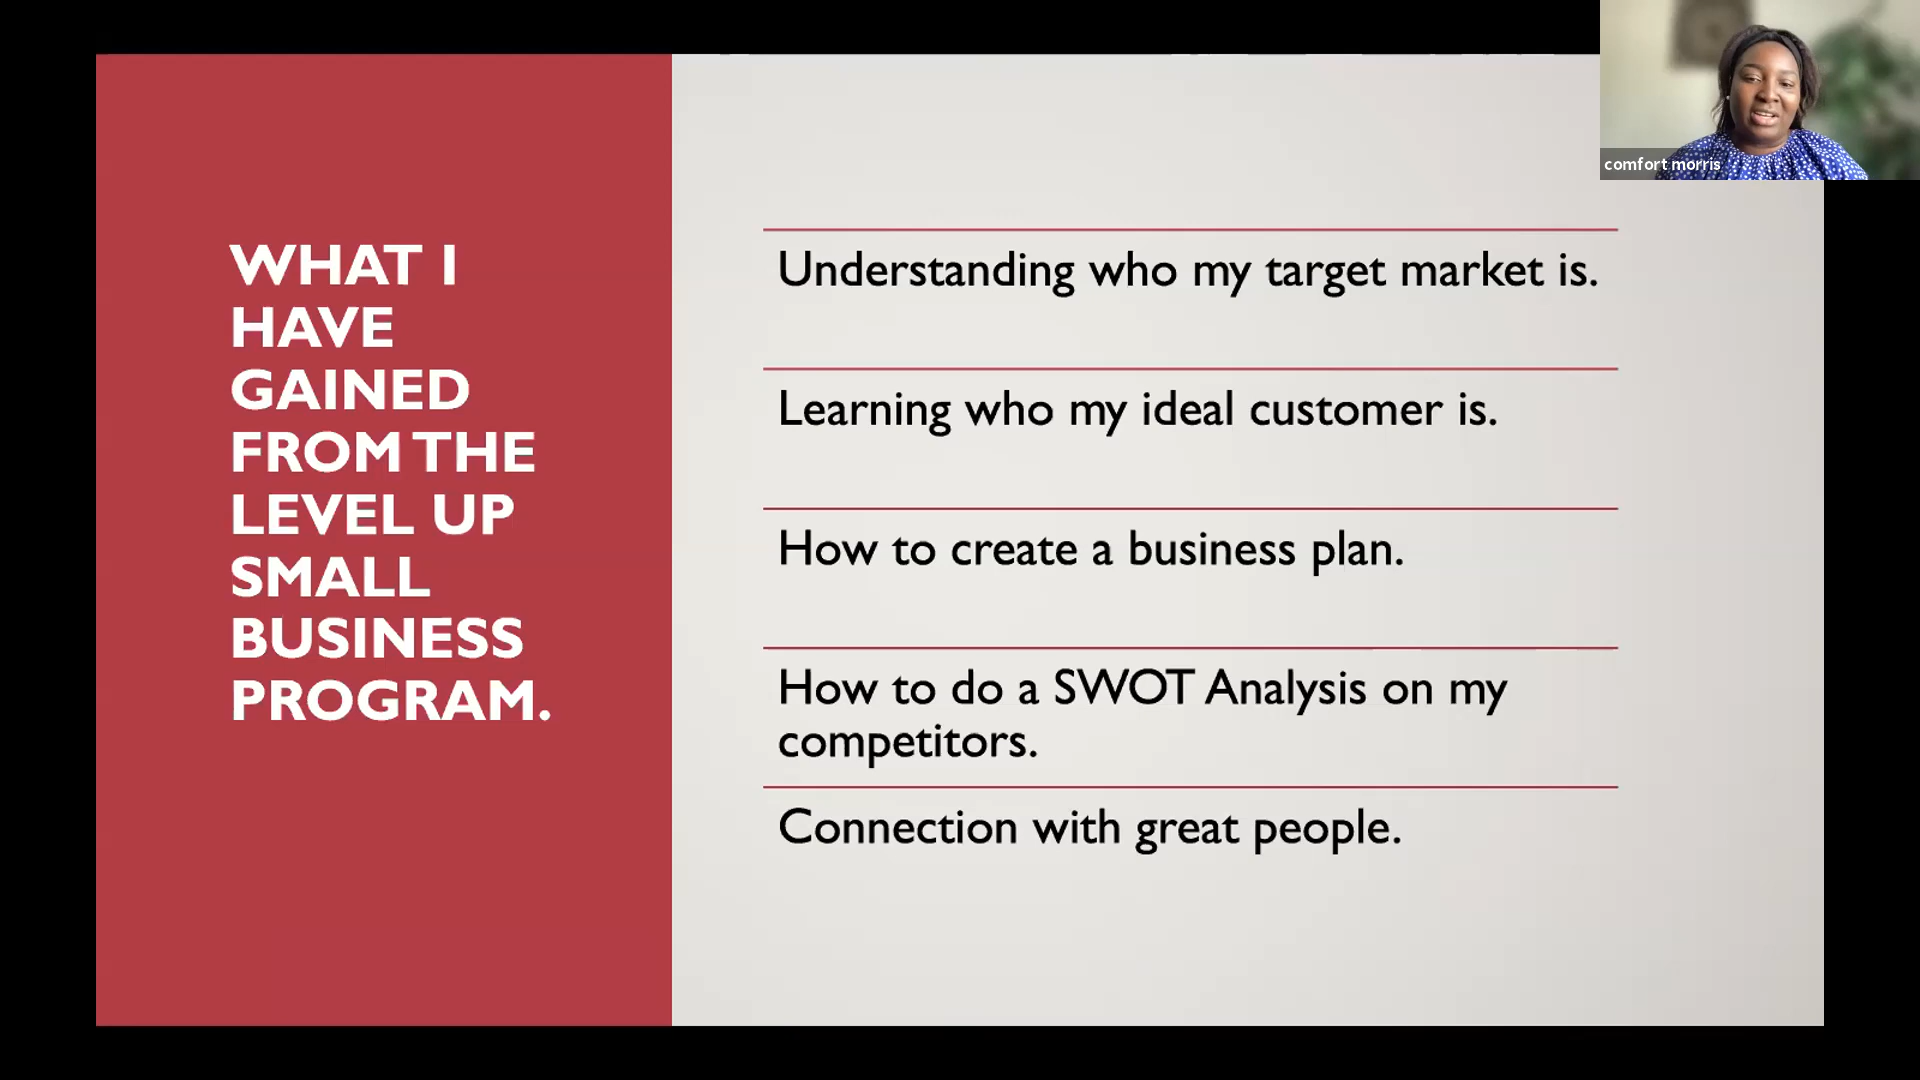 WHAT I
HAVE
GAINED
FROM THE
LEVEL UP
SMALL
BUSINESS
PROGRAM.
Understanding who my target market is.
Learning who my ideal customer is.
How to create a business plan.
How to do a SWOT Analysis on my
competitors.
Connection with great people.
comfort morris